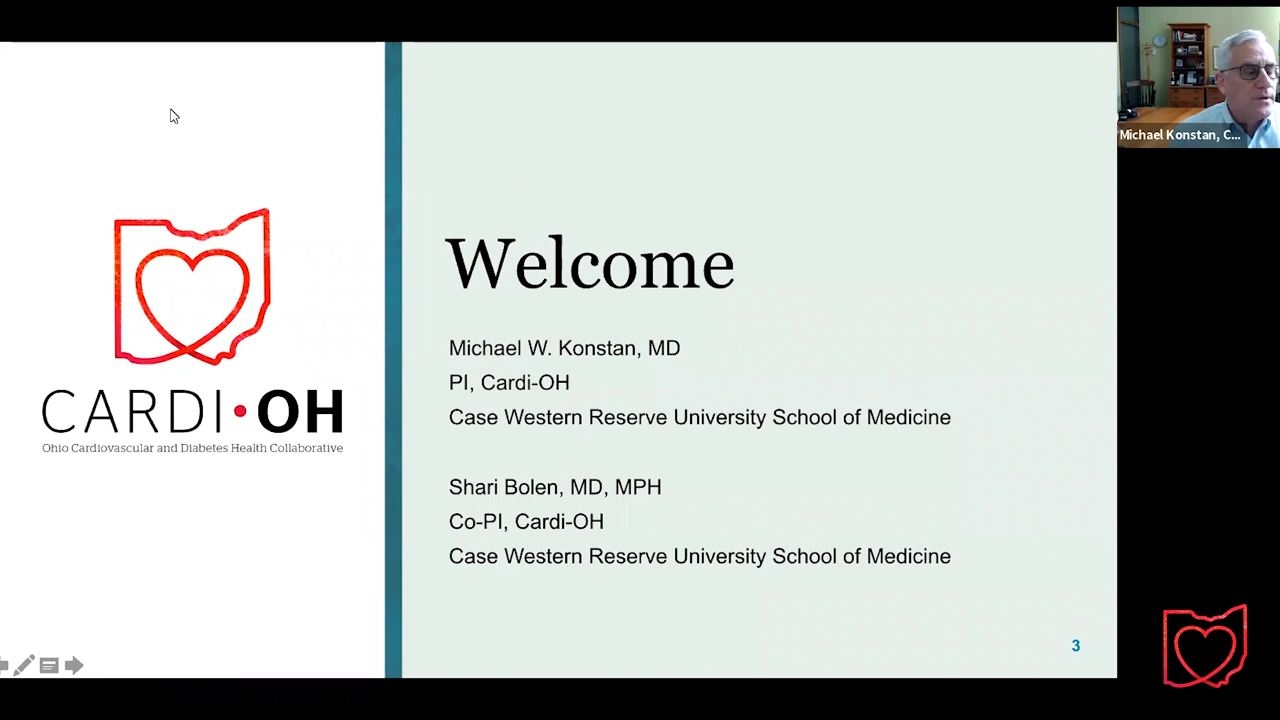 CARDI•OH
Ohio Cardiovascular and Diabetes Health Collaborative
Welcome
Michael W. Konstan, MD
PI, Cardi-OH
Case Western Reserve University School of Medicine
Shari Bolen, MD, MPH
Co-PI, Cardi-OH
Case Western Reserve University School of Medicine
3
Michael Konstan, C...